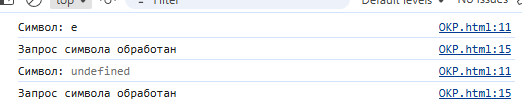 top
Filter
Default levels
No issues
Символ: е OKP.html:11
Запрос символа обработан OKP.html:15
Символ: undefined OKP.html:11
Запрос символа обработан OKP.html:15